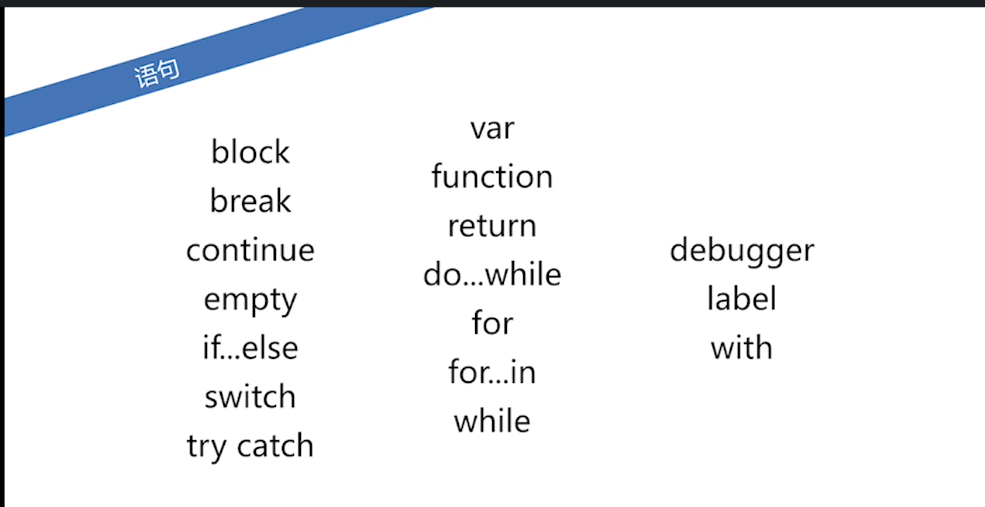 语句
block
break
continue
empty
if...else
switch
try catch
var
function
return
do...while
for
for...in
while
debugger
label
with